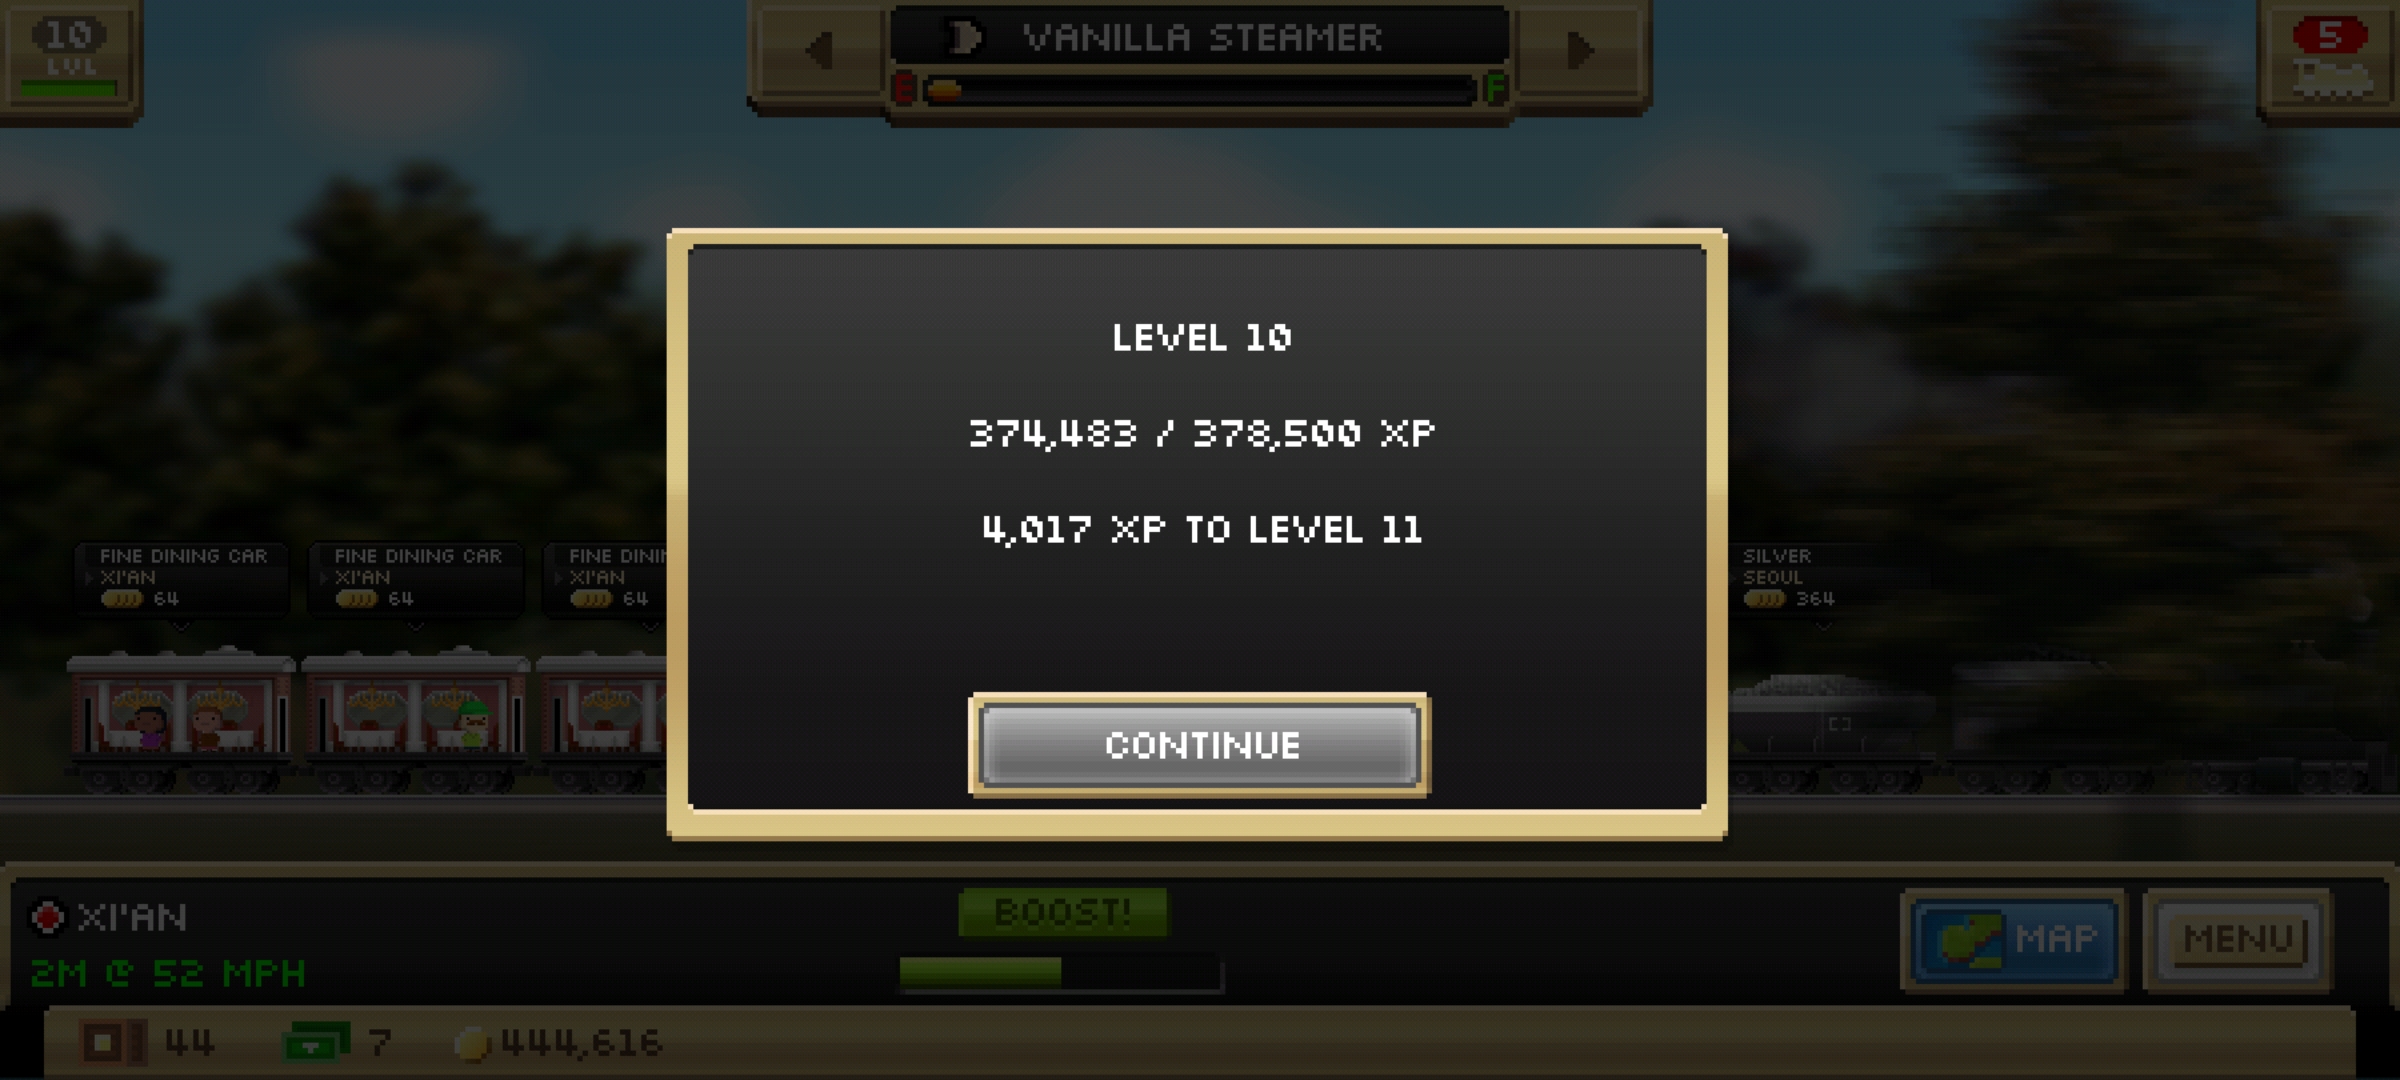 10
LVL
VANILLA STEAMER
E F
5
LEVEL 10
374,483 / 378,500 XP
4,017 XP TO LEVEL 11
CONTINUE
FINE DINING CAR
XI'AN
64
FINE DINING CAR
XI'AN
64
FINE DININ
XI'AN
64
SILVER
SEOUL
364
XI'AN
2M @ 52 MPH
BOOST!
MAP
MENU
44
7
444,616